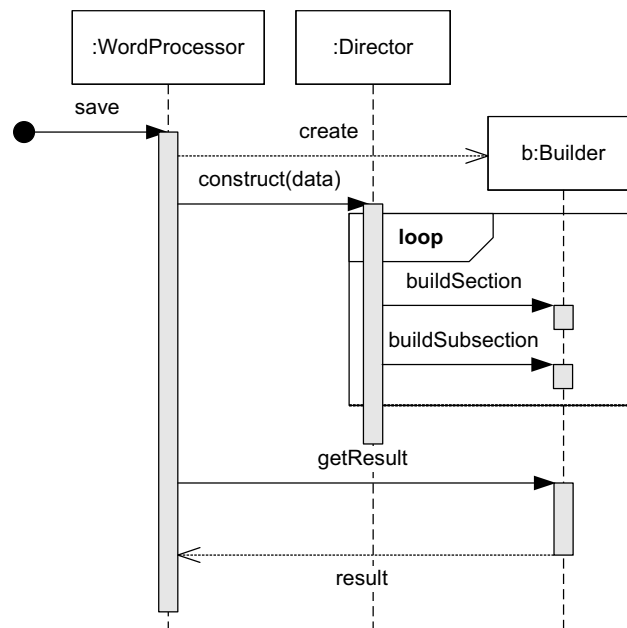 :WordProcessor
:Director
save
create
b:Builder
construct(data)
loop
buildSection
buildSubsection
getResult
result